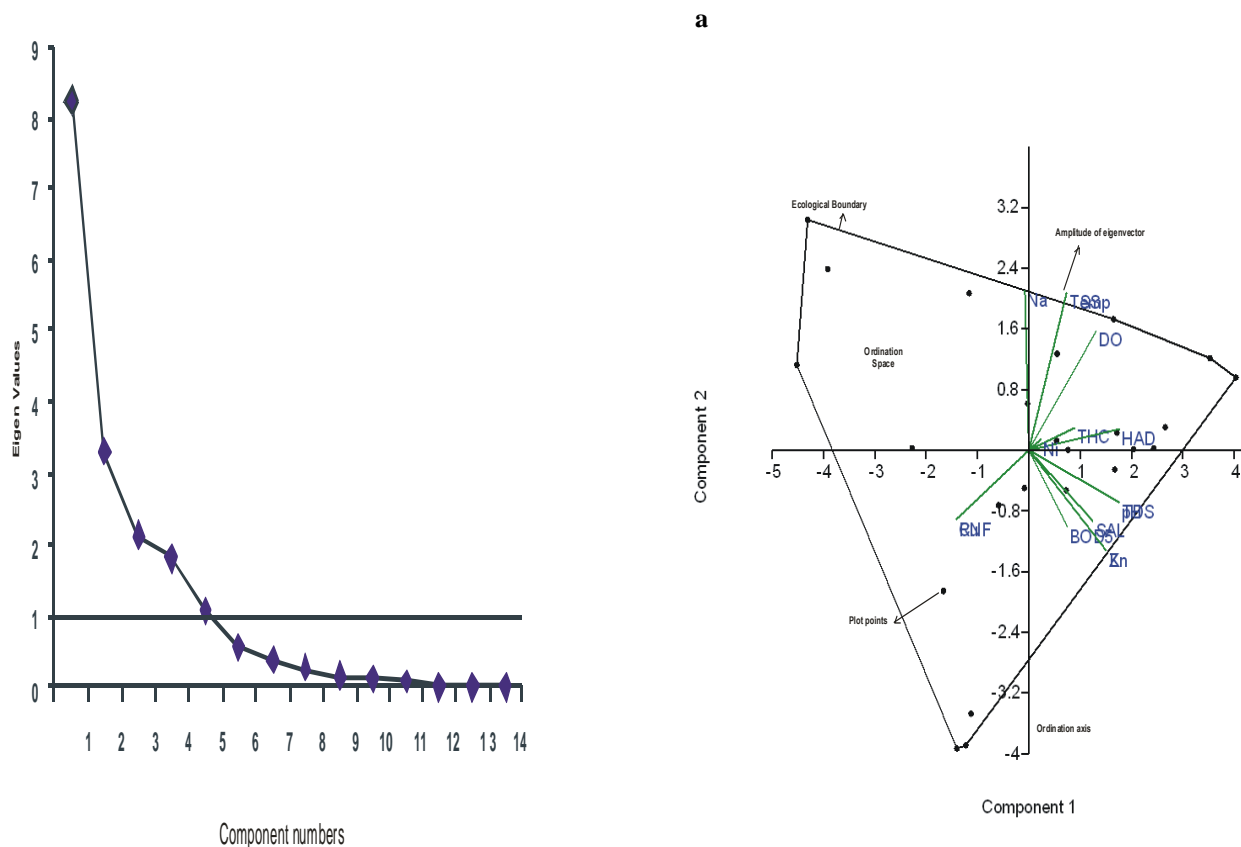 9
8
7
6
5
4
3
2
1
0
Eigen Values
1 2 3 4 5 6 7 8 9 10 11 12 13 14
Component numbers
a
Ecological Boundary
Amplitude of eigenvector
Ordination
Space
Plot points
Ordination axis
3.2
2.4
1.6
0.8
-0.8
-1.6
-2.4
-3.2
-4
-5 -4 -3 -2 -1 1 2 3 4
Na
Temp
DO
THC
HAD
Ni
TDS
SAL
BOD5
Zn
Component 2
Component 1